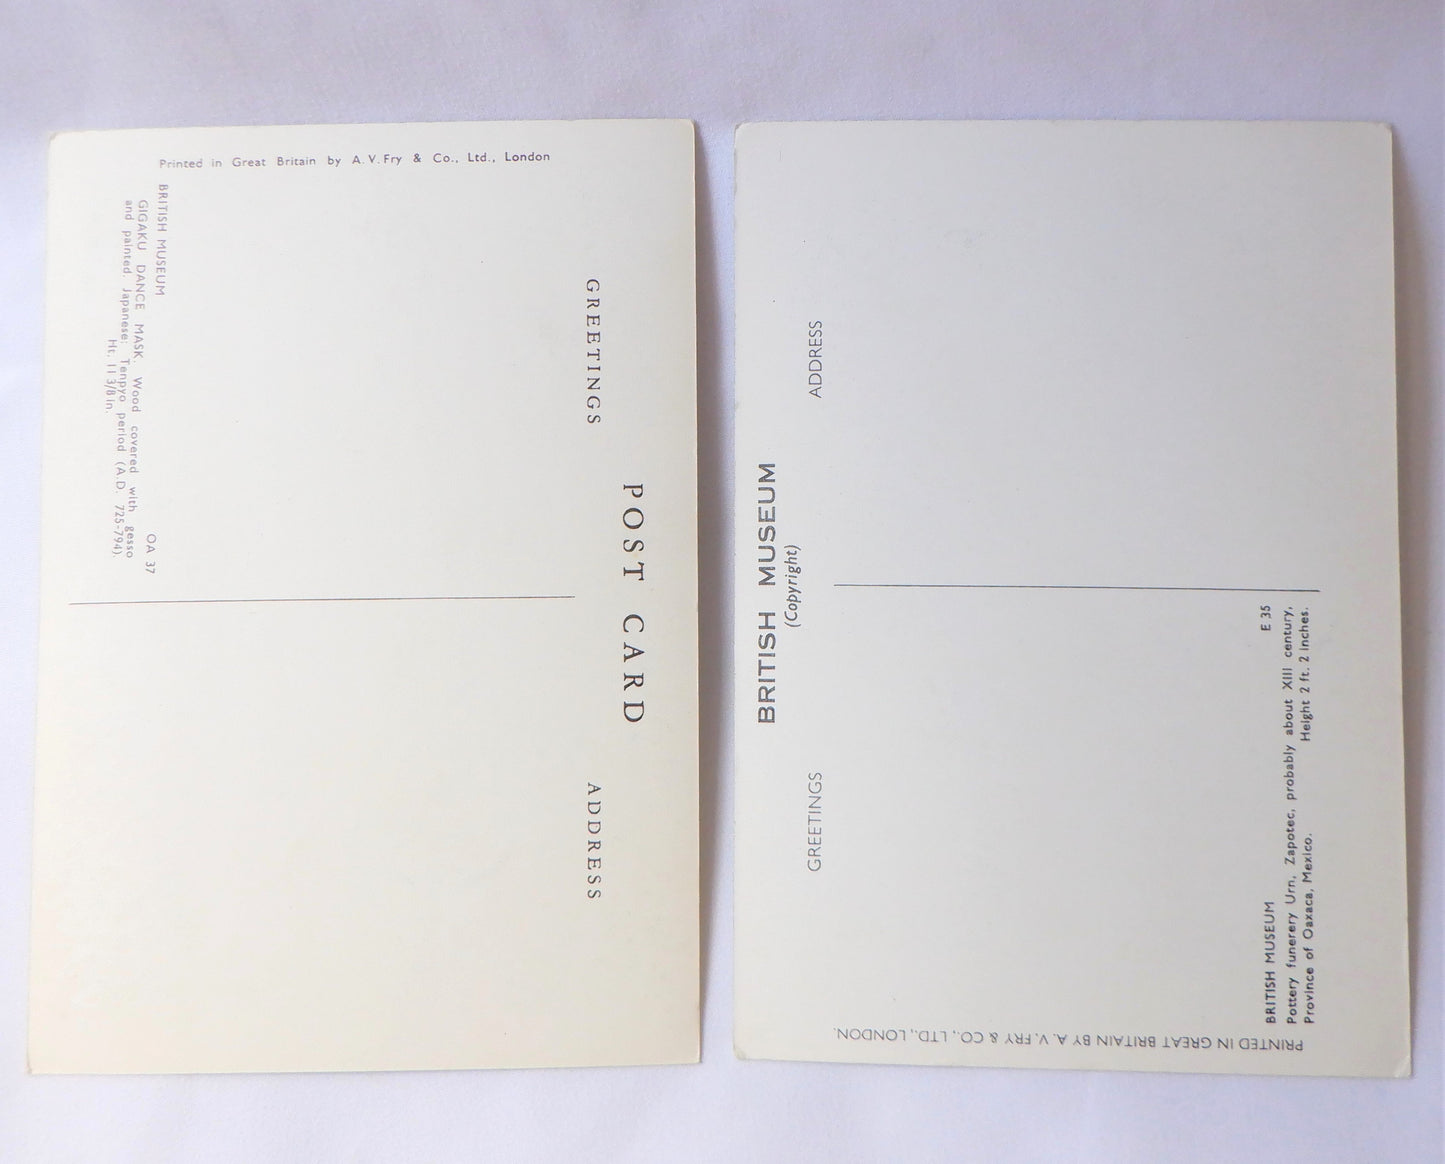 Printed in Great Britain by A. V. Fry & Co., Ltd., London
POST CARD
GREETINGS
ADDRESS
BRITISH MUSEUM
OA 37
GIGAKU DANCE MASK. Wood covered with gesso
and painted. Japanese; Tenpyo period (A.D. 725-794).
Ht. 11 3/8 in.
BRITISH MUSEUM
(Copyright)
GREETINGS
ADDRESS
BRITISH MUSEUM
E 35
Pottery funerery Urn, Zapotec, probably about XIII century,
Province of Oaxaca, Mexico. Height 2 ft. 2 inches.
PRINTED IN GREAT BRITAIN BY A. V. FRY & CO., LTD., LONDON.